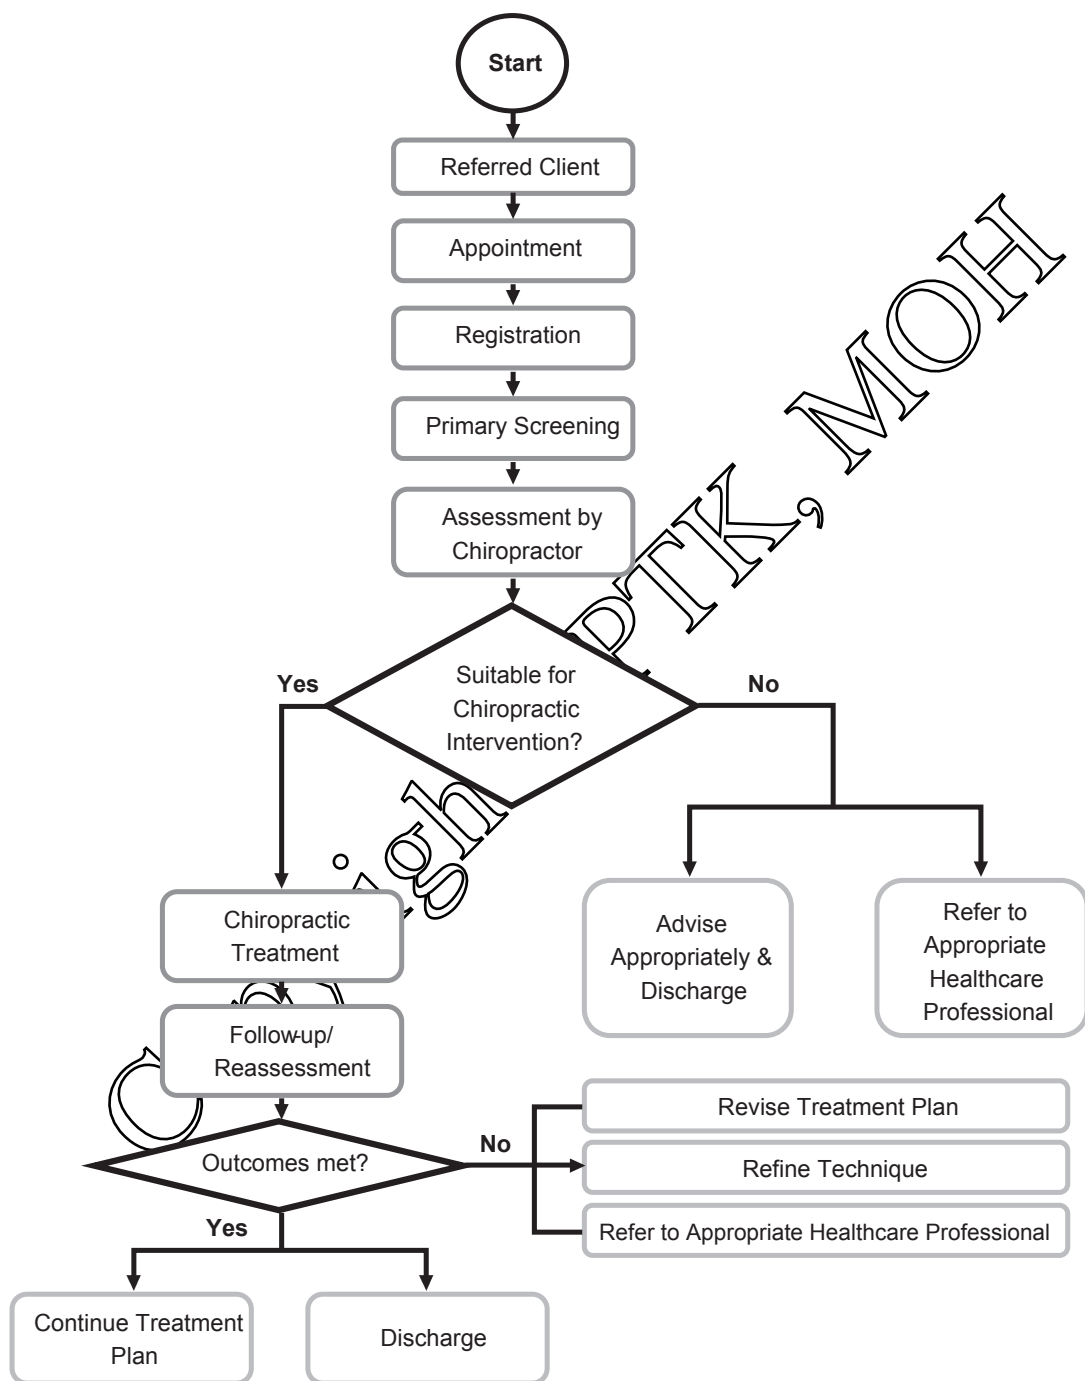 Start
Referred Client
Appointment
Registration
Primary Screening
Assessment by
Chiropractor
Suitable for
Chiropractic
Intervention?
Yes
No
Chiropractic
Treatment
Advise
Appropriately &
Discharge
Refer to
Appropriate
Healthcare
Professional
Follow-up/
Reassessment
Outcomes met?
No
Revise Treatment Plan
Refine Technique
Refer to Appropriate Healthcare Professional
Yes
Continue Treatment
Plan
Discharge
PTK, MOH